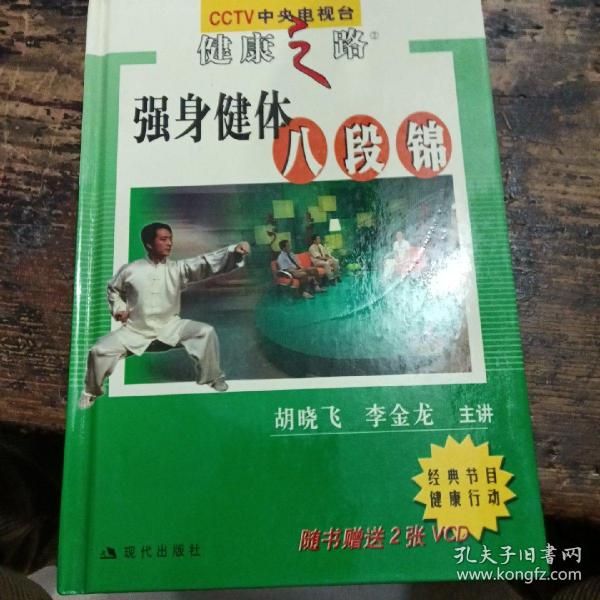 CCTV中央电视台
健康之路②
强身健体
八段锦
胡晓飞 李金龙 主讲
经典节目
健康行动
随书赠送2张VCD
现代出版社
孔夫子旧书网
www.kongfz.com